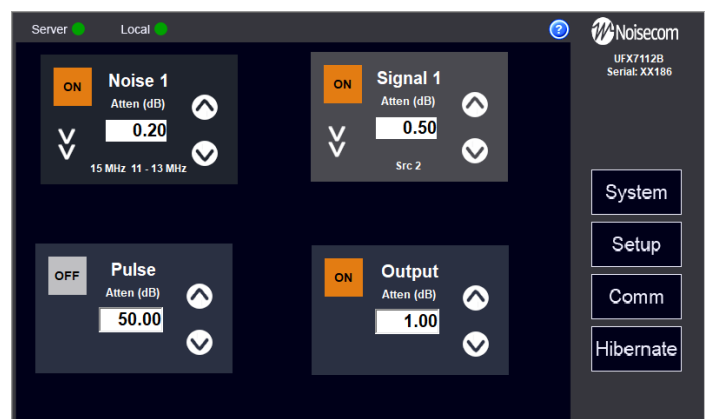 Server Local ?
Noisecom
UFX7112B
Serial: XX186
ON Noise 1
Atten (dB)
0.20
15 MHz 11 - 13 MHz
ON Signal 1
Atten (dB)
0.50
Src 2
OFF Pulse
Atten (dB)
50.00
ON Output
Atten (dB)
1.00
System
Setup
Comm
Hibernate